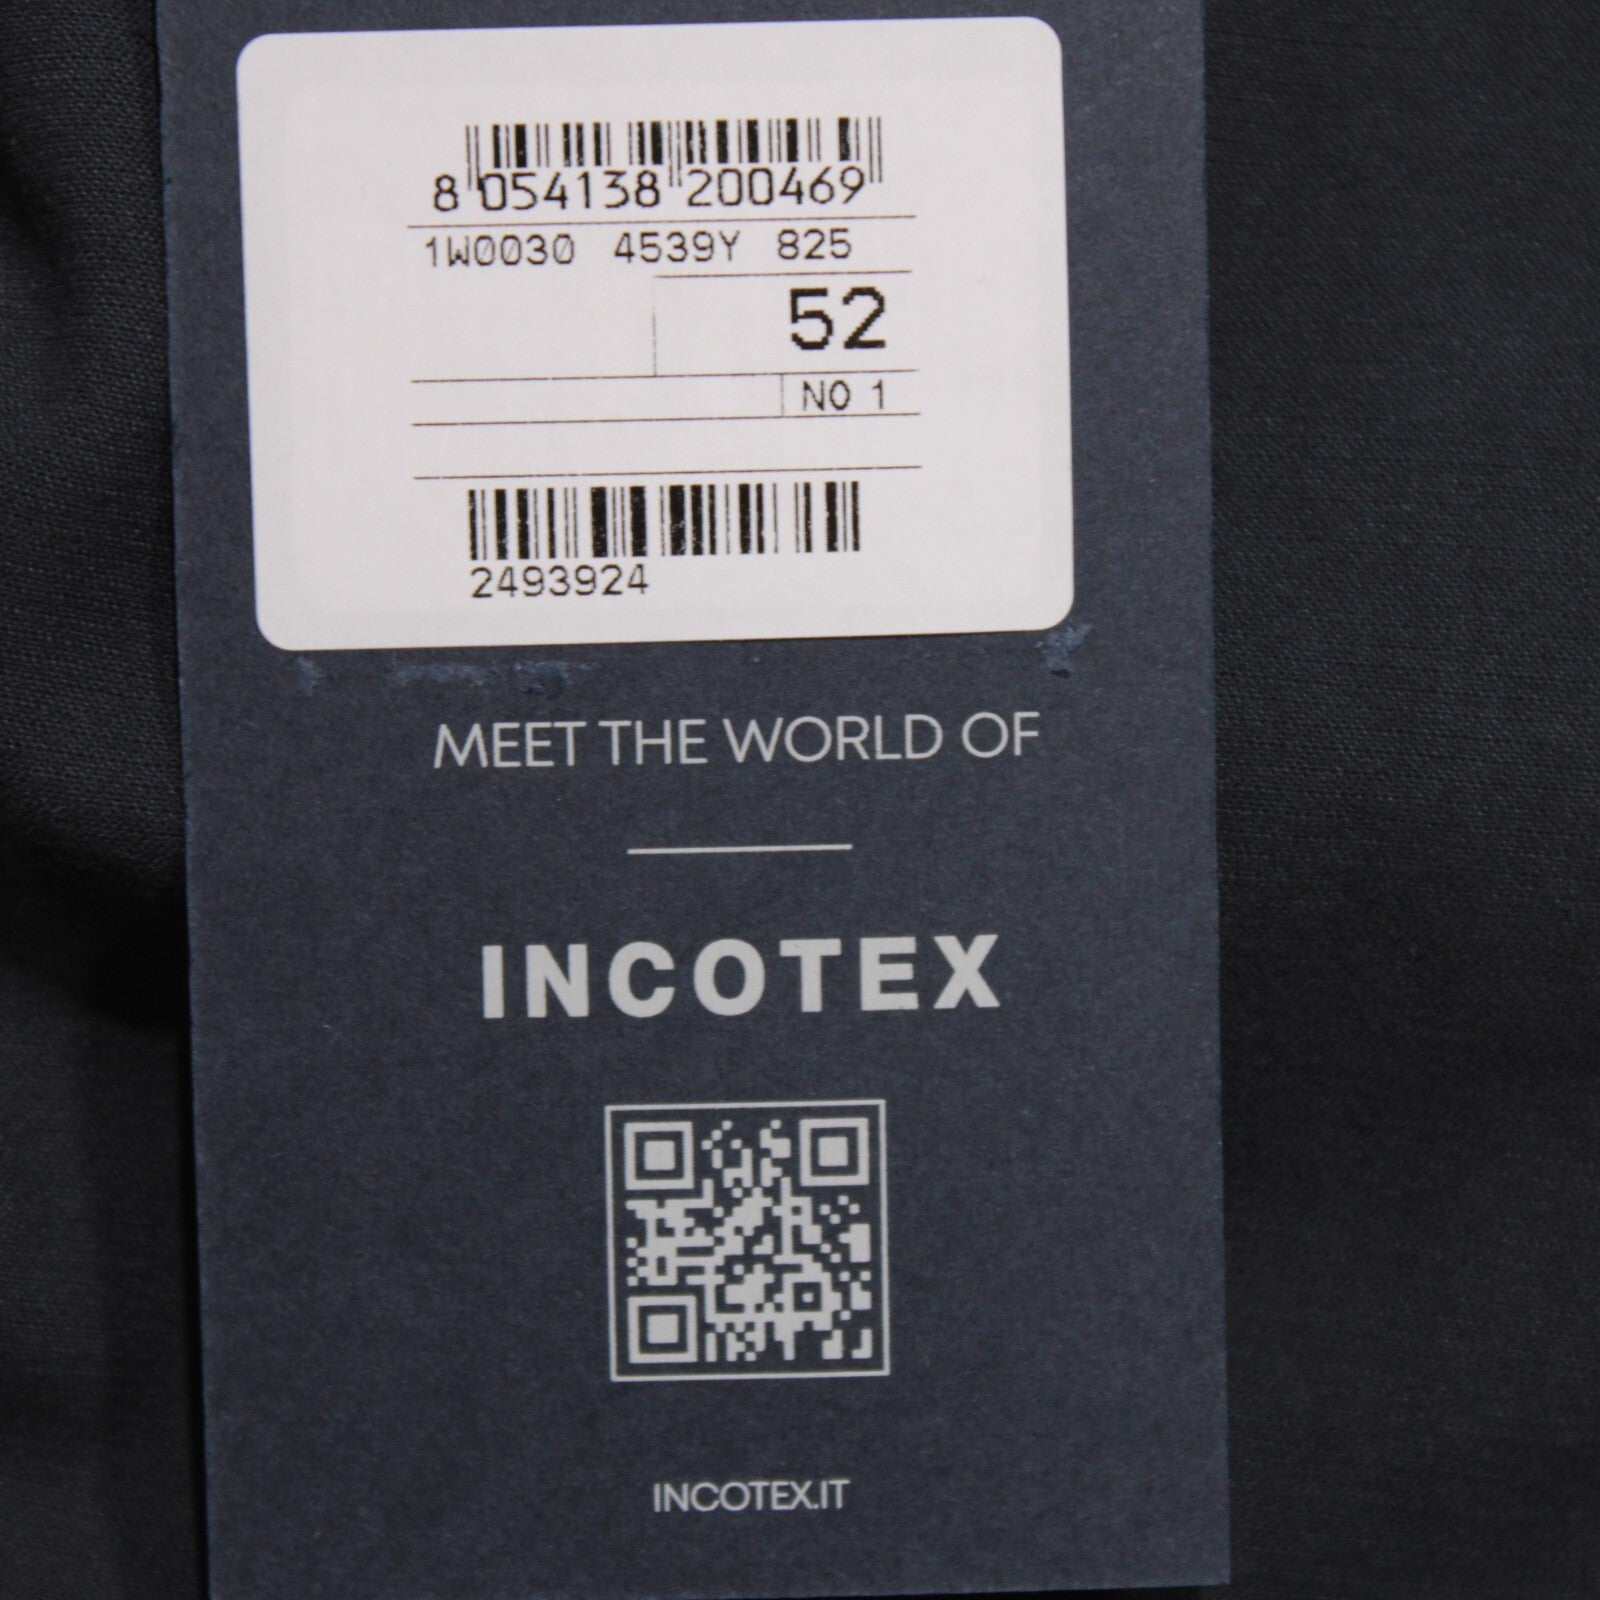 8 054138 200469
1W0030 4539Y 825
52
NO 1
2493924
MEET THE WORLD OF
INCOTEX
INCOTEX.IT